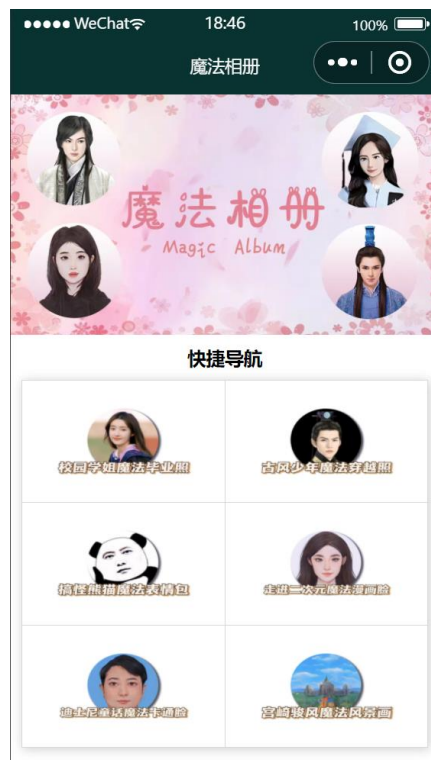 WeChat 18:46 100%
魔法相册
魔法相册
Magic Album
快捷导航
校园学姐魔法毕业照
古风少年魔法穿越照
搞怪熊猫魔法表情包
走进二次元魔法漫画脸
迪士尼童话魔法卡通脸
宫崎骏风魔法风景画